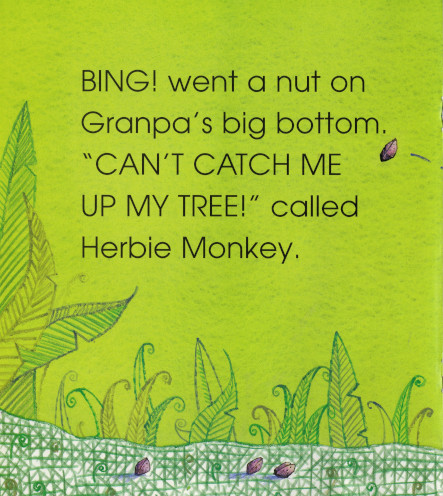 BING! went a nut on
Granpa's big bottom.
"CAN'T CATCH ME
UP MY TREE!" called
Herbie Monkey.